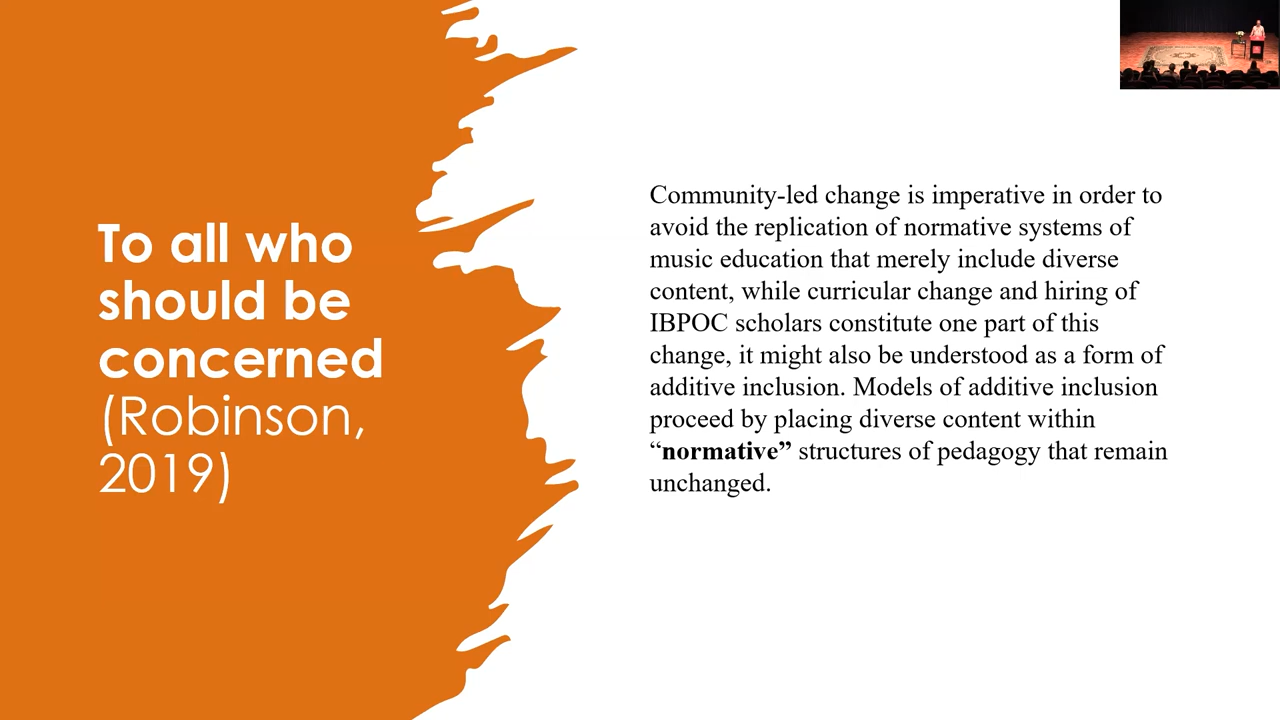 To all who
should be
concerned
(Robinson,
2019)
Community-led change is imperative in order to
avoid the replication of normative systems of
music education that merely include diverse
content, while curricular change and hiring of
IBPOC scholars constitute one part of this
change, it might also be understood as a form of
additive inclusion. Models of additive inclusion
proceed by placing diverse content within
“normative” structures of pedagogy that remain
unchanged.